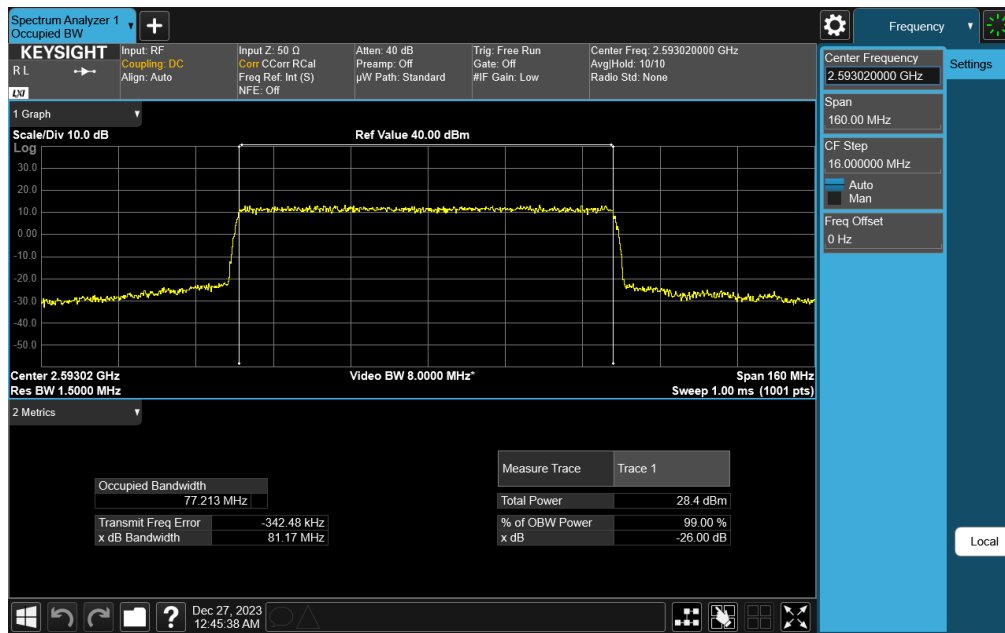 Spectrum Analyzer 1
Occupied BW
Frequency
KEYSIGHT
R L
LXI
Input: RF
Coupling: DC
Align: Auto
Input Z: 50 Ω
Corr CCorr RCal
Freq Ref: Int (S)
NFE: Off
Atten: 40 dB
Preamp: Off
µW Path: Standard
Trig: Free Run
Gate: Off
#IF Gain: Low
Center Freq: 2.593020000 GHz
Avg|Hold: 10/10
Radio Std: None
Center Frequency
2.593020000 GHz
Settings
Span
160.00 MHz
CF Step
16.000000 MHz
Auto
Man
Freq Offset
0 Hz
Local
1 Graph
Scale/Div 10.0 dB
Ref Value 40.00 dBm
Log
30.0
20.0
10.0
0.00
-10.0
-20.0
-30.0
-40.0
-50.0
Center 2.59302 GHz
Video BW 8.0000 MHz*
Span 160 MHz
Res BW 1.5000 MHz
Sweep 1.00 ms (1001 pts)
2 Metrics
Occupied Bandwidth
77.213 MHz
Transmit Freq Error -342.48 kHz
x dB Bandwidth 81.17 MHz
Measure Trace Trace 1
Total Power 28.4 dBm
% of OBW Power 99.00 %
x dB -26.00 dB
?
Dec 27, 2023
12:45:38 AM